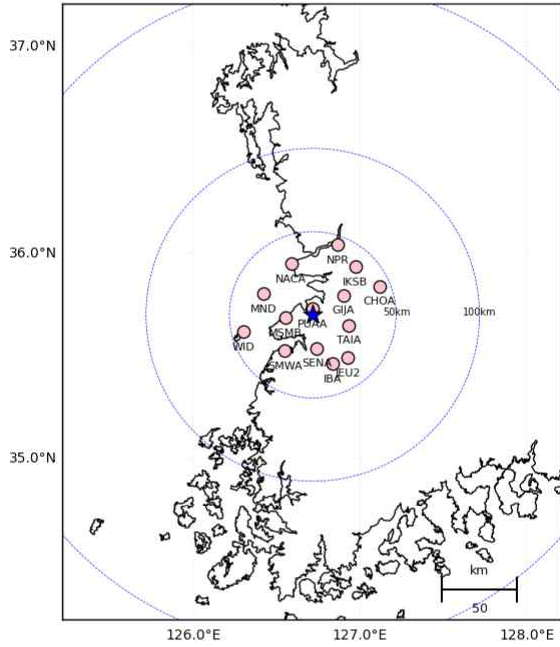 37.0°N
36.0°N
35.0°N
NPR
NACA
IKSB
CHOA
MND
GIJA
PUAA
50km
100km
MSMB
TAIA
WID
SENA
SMWA
JEU2
IBA
km
50
126.0°E
127.0°E
128.0°E